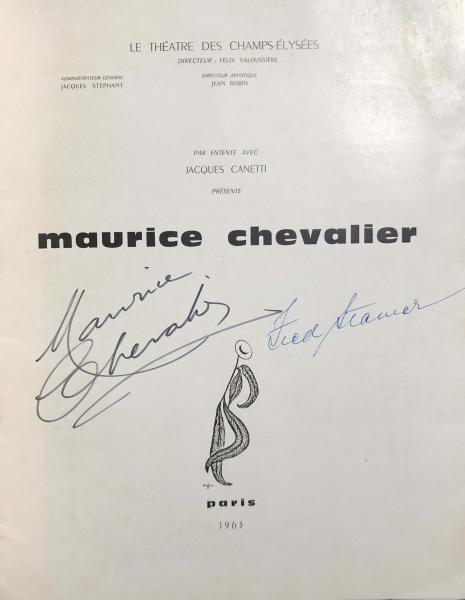 LE THÉATRE DES CHAMPS-ÉLYSÉES
DIRECTEUR : FÉLIX VALOUSSIÈRE
ADMINISTRATEUR GÉNÉRAL
JACQUES STEPHANT
DIRECTEUR ARTISTIQUE
JEAN ROBIN
PAR ENTENTE AVEC
JACQUES CANETTI
PRÉSENTE
maurice chevalier
Maurice
Chevalier
Fred
paris
1963